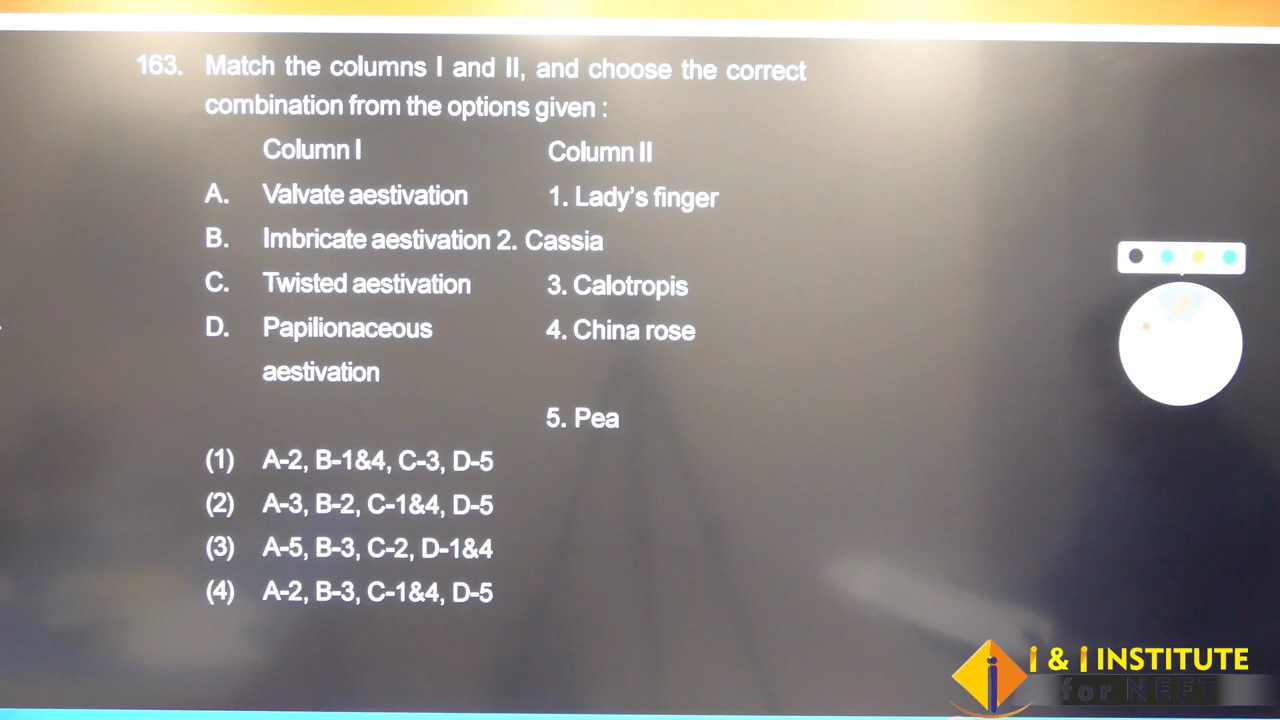 163. Match the columns I and II, and choose the correct
combination from the options given :
Column I Column II
A. Valvate aestivation 1. Lady's finger
B. Imbricate aestivation 2. Cassia
C. Twisted aestivation 3. Calotropis
D. Papilionaceous 4. China rose
aestivation
5. Pea
(1) A-2, B-1&4, C-3, D-5
(2) A-3, B-2, C-1&4, D-5
(3) A-5, B-3, C-2, D-1&4
(4) A-2, B-3, C-1&4, D-5
i & i INSTITUTE
for NEET